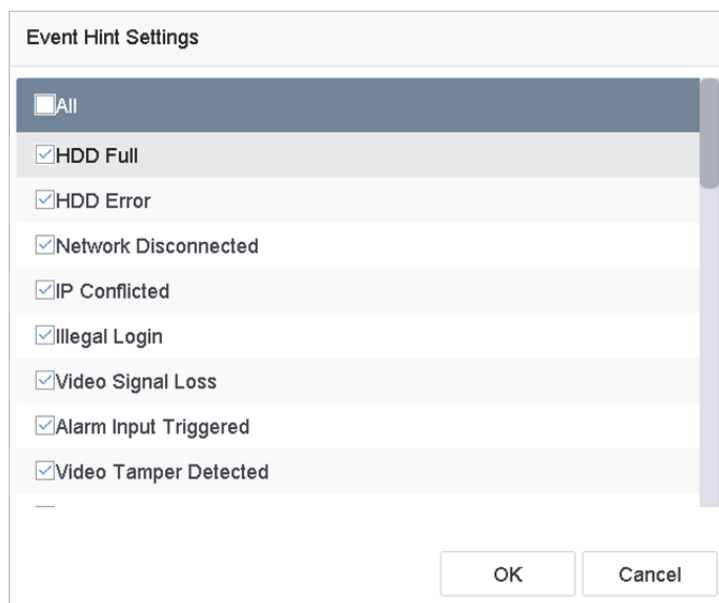 Event Hint Settings
All
HDD Full
HDD Error
Network Disconnected
IP Conflicted
Illegal Login
Video Signal Loss
Alarm Input Triggered
Video Tamper Detected
OK
Cancel